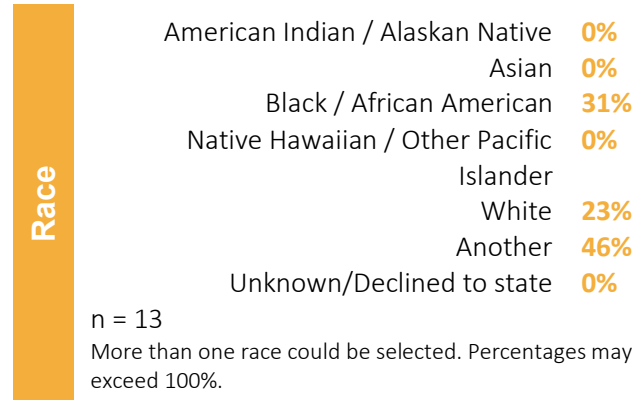 Race
American Indian / Alaskan Native 0%
Asian 0%
Black / African American 31%
Native Hawaiian / Other Pacific 0%
Islander
White 23%
Another 46%
Unknown/Declined to state 0%
n = 13
More than one race could be selected. Percentages may
exceed 100%.